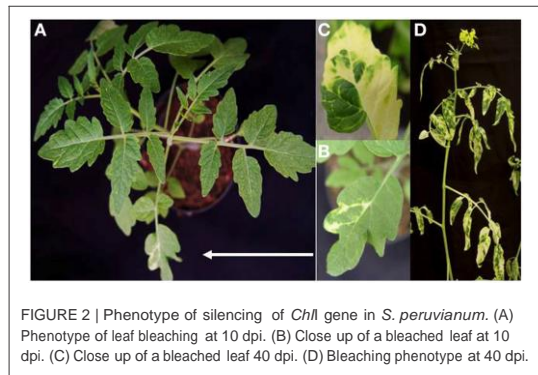 A
C
D
B
FIGURE 2 | Phenotype of silencing of ChlI gene in S. peruvianum. (A)
Phenotype of leaf bleaching at 10 dpi. (B) Close up of a bleached leaf at 10
dpi. (C) Close up of a bleached leaf 40 dpi. (D) Bleaching phenotype at 40 dpi.